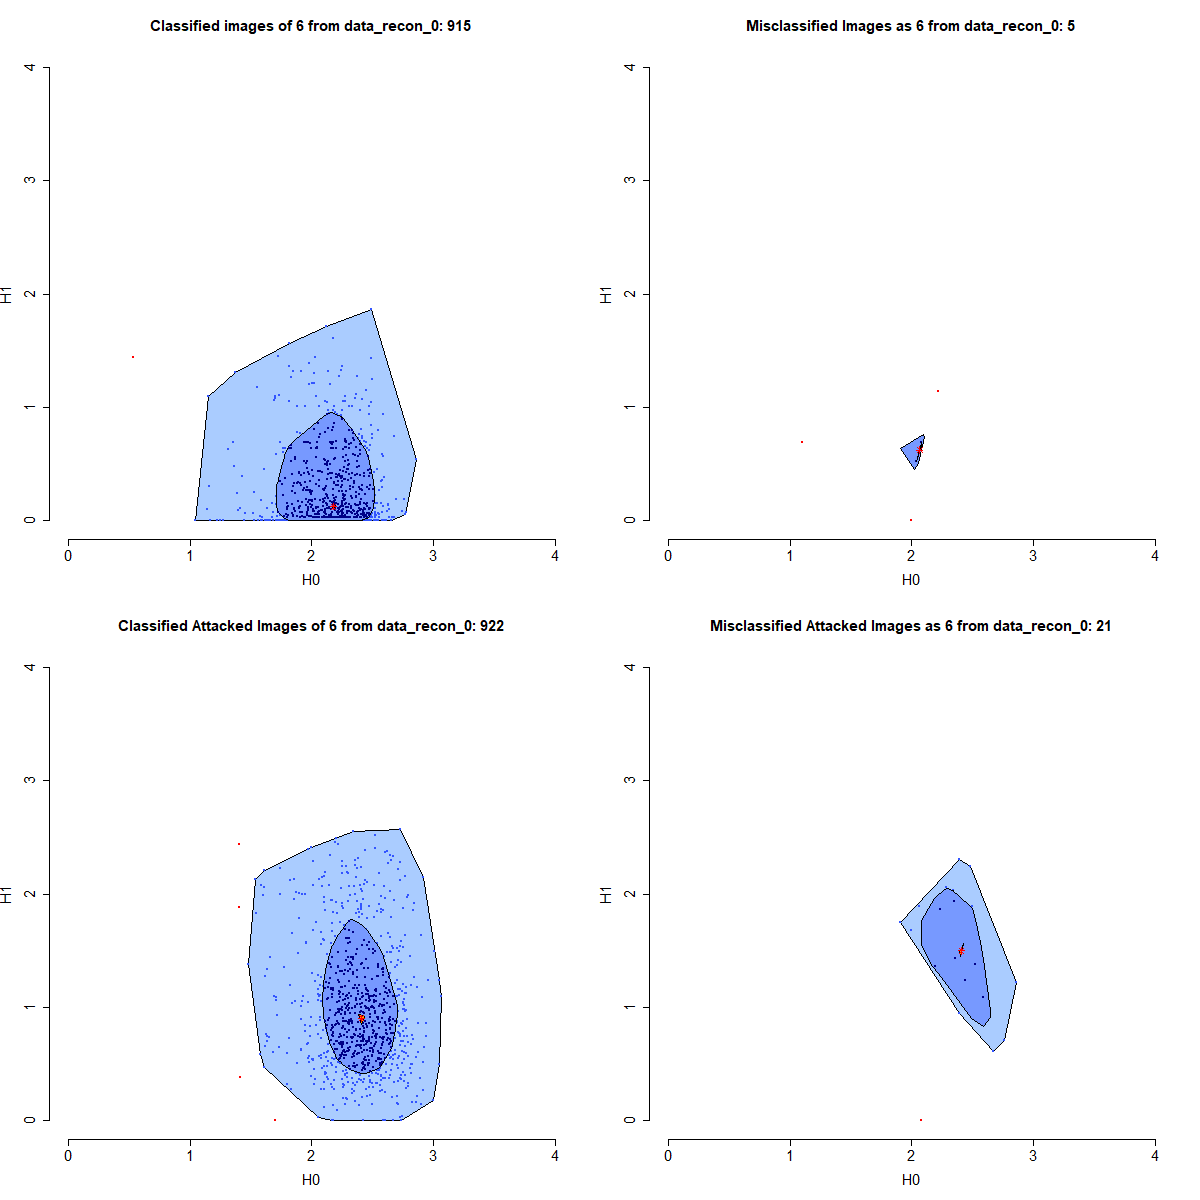 Classified images of 6 from data_recon_0: 915
4
3
2
1
0
H1
0 1 2 3 4
H0
Misclassified Images as 6 from data_recon_0: 5
4
3
2
1
0
H1
0 1 2 3 4
H0
Classified Attacked Images of 6 from data_recon_0: 922
4
3
2
1
0
H1
0 1 2 3 4
H0
Misclassified Attacked Images as 6 from data_recon_0: 21
4
3
2
1
0
H1
0 1 2 3 4
H0